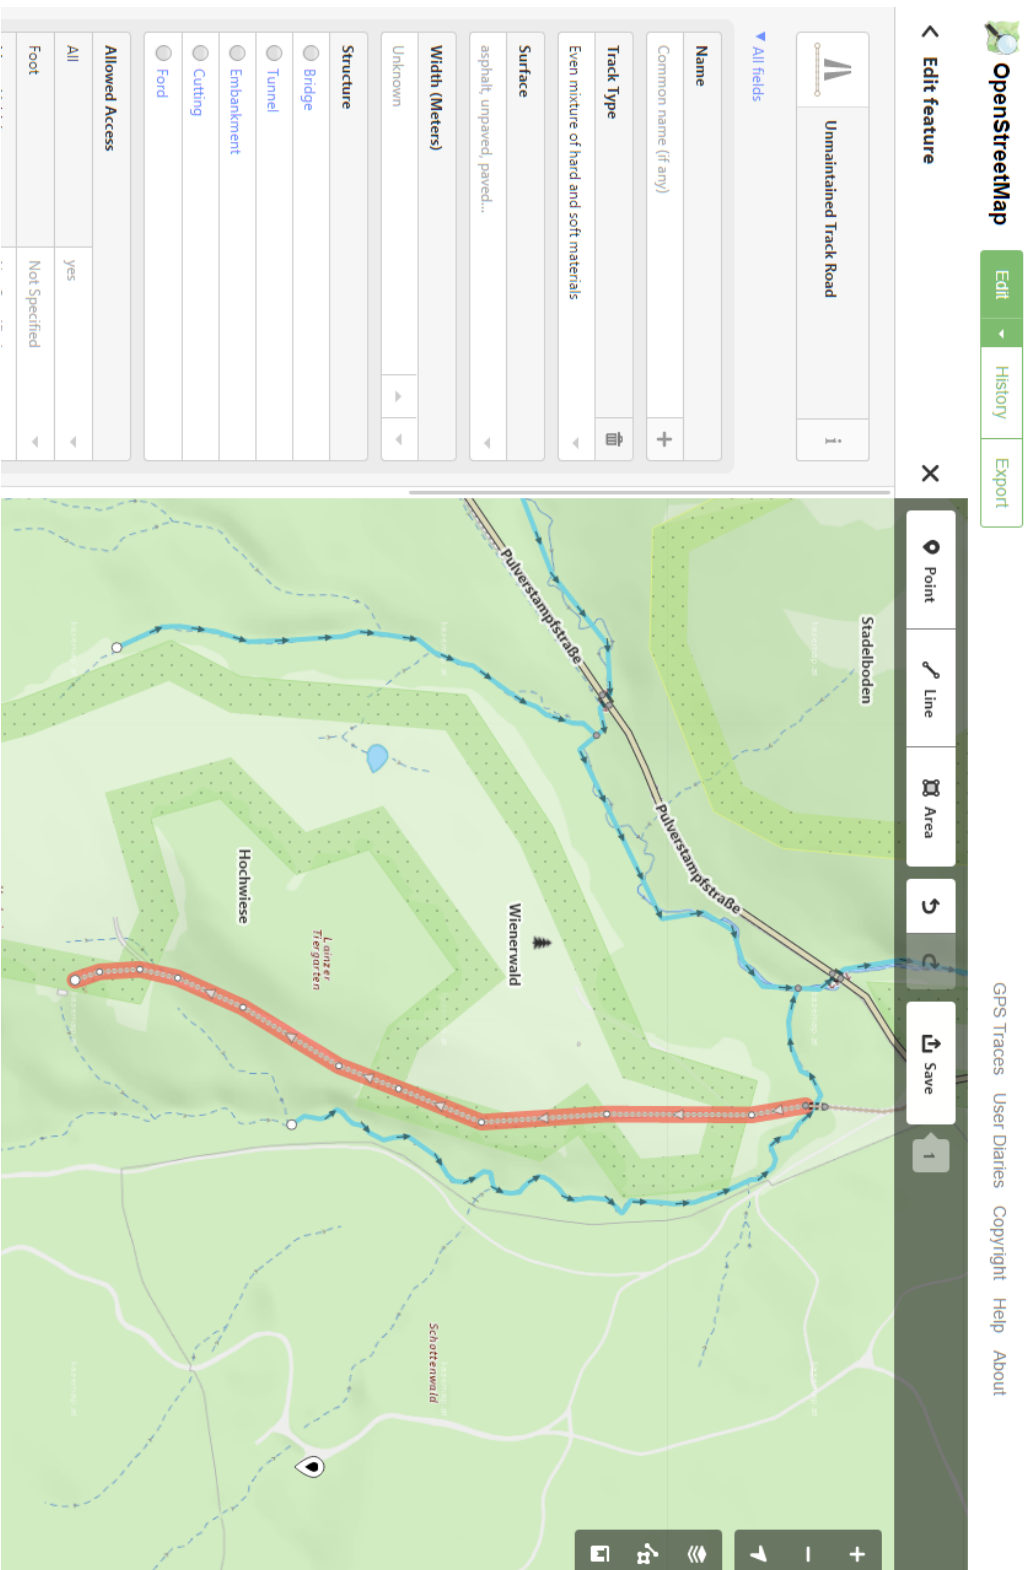 OpenStreetMap
Edit
History
Export
GPS Traces
User Diaries
Copyright
Help
About
Edit feature
Point
Line
Area
Save
1
Unmaintained Track Road
i
All fields
Name
Common name (if any)
Track Type
Even mixture of hard and soft materials
Surface
asphalt, unpaved, paved...
Width (Meters)
Unknown
Structure
Bridge
Tunnel
Embankment
Cutting
Ford
Allowed Access
All
yes
Foot
Not Specified
Stadelboden
Pulverstampfstraße
Pulverstampfstraße
Wienerwald
Hochwiese
Lainzer
Tiergarten
Schottenwald